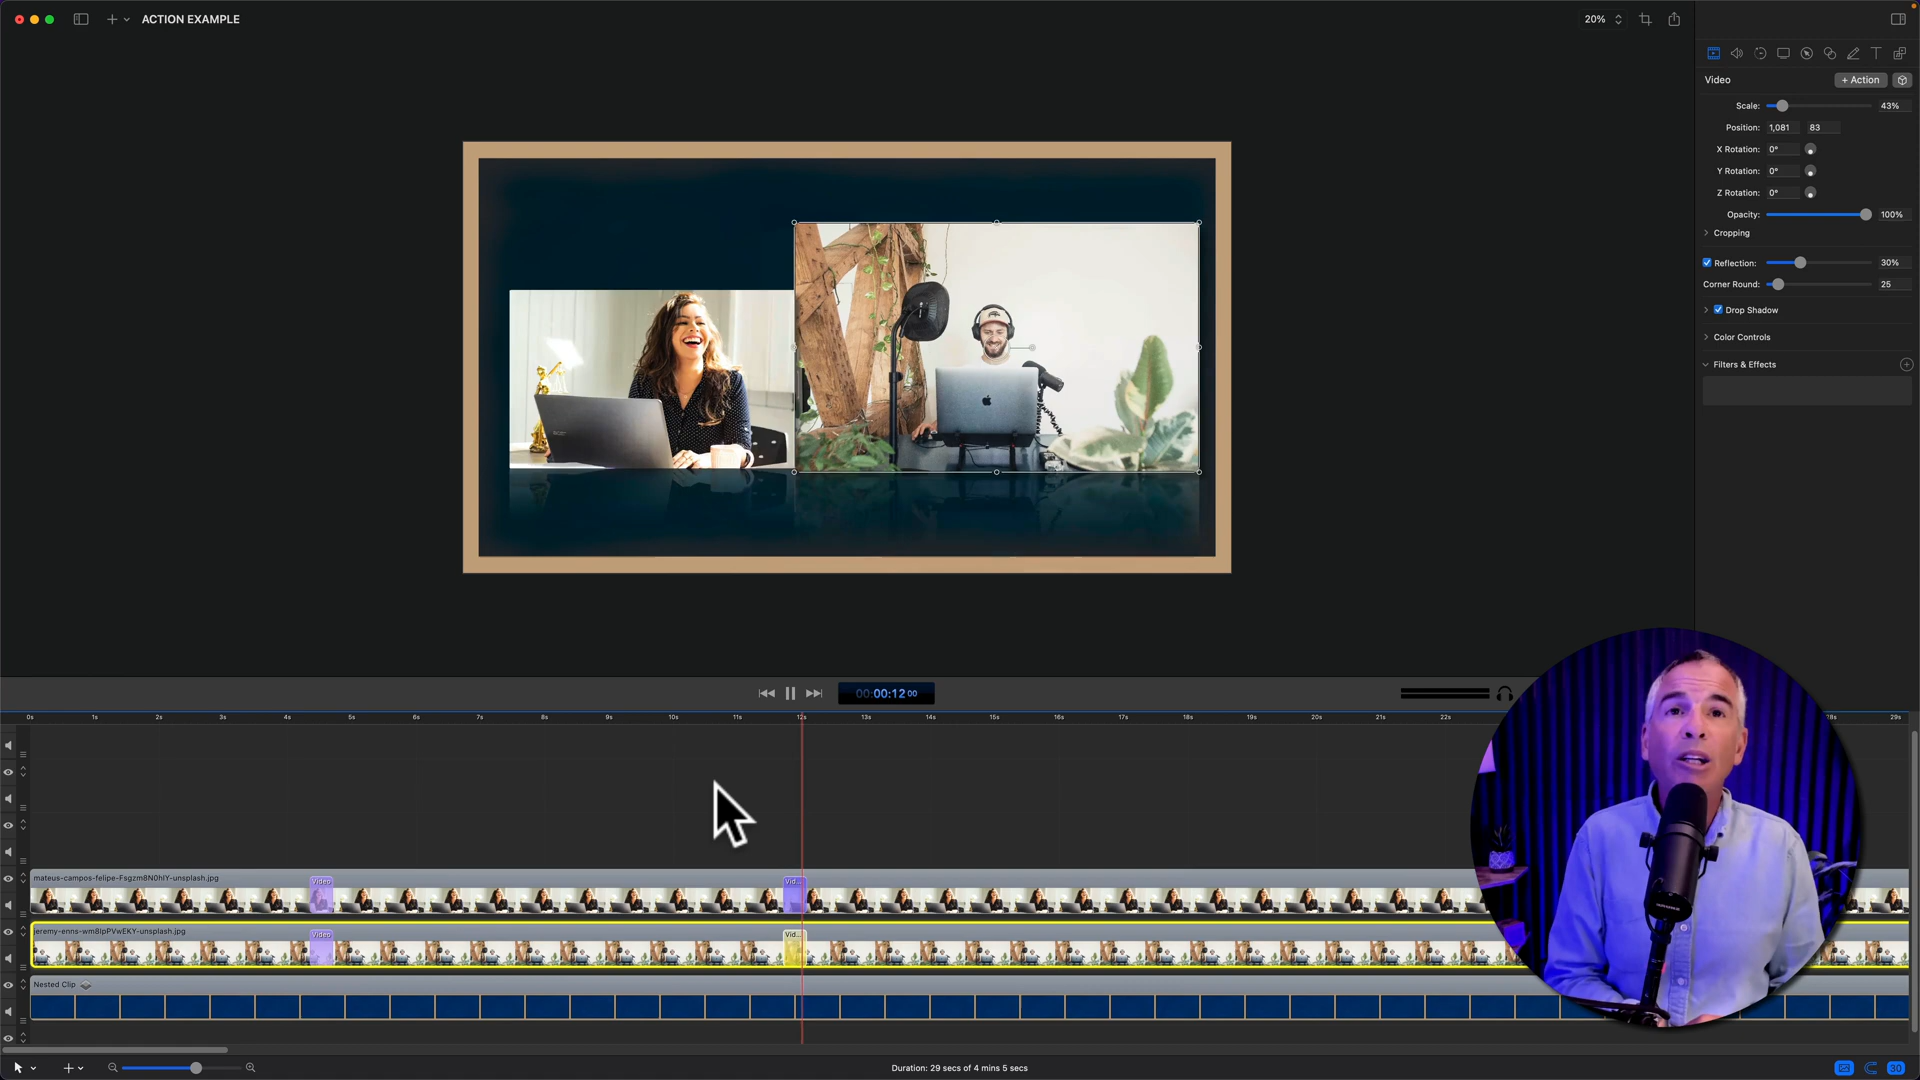 ACTION EXAMPLE
20%
Video
+ Action
Scale:
43%
Position:
1,081
83
X Rotation:
0°
Y Rotation:
0°
Z Rotation:
0°
Opacity:
100%
Cropping
Reflection:
30%
Corner Round:
25
Drop Shadow
Color Controls
Filters & Effects
00:00:12 00
0s 1s 2s 3s 4s 5s 6s 7s 8s 9s 10s 11s 12s 13s 14s 15s 16s 17s 18s 19s 20s 21s 22s 28s 29s
mateus-campos-felipe-Fsgzm8N0hIY-unsplash.jpg
Video
Vid...
jeremy-enns-wm8IpPVwEKY-unsplash.jpg
Video
Vid...
Nested Clip
Duration: 29 secs of 4 mins 5 secs
30